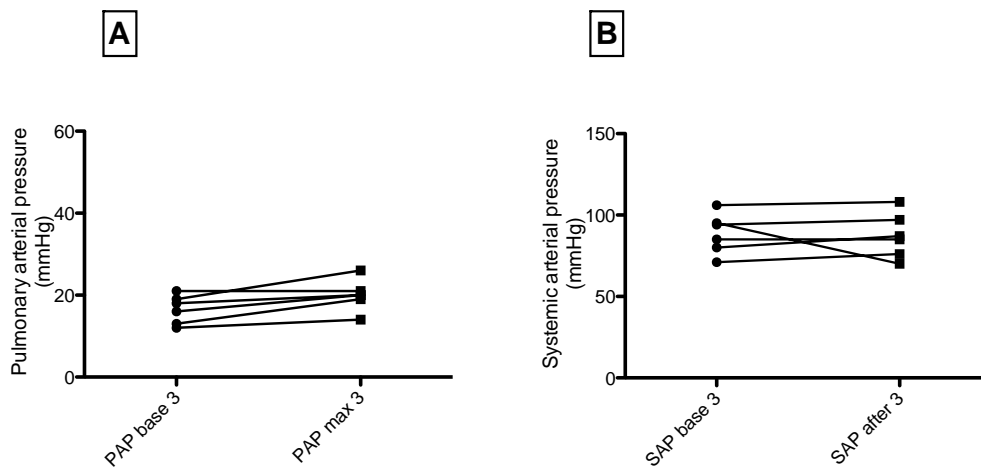 A
Pulmonary arterial pressure
(mmHg)
60
40
20
0
PAP base 3
PAP max 3
B
Systemic arterial pressure
(mmHg)
150
100
50
0
SAP base 3
SAP after 3